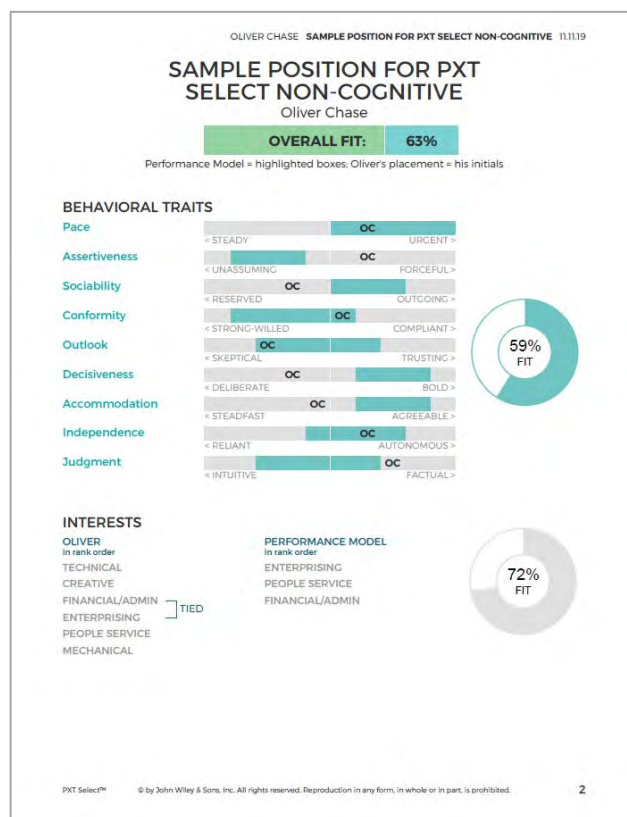 OLIVER CHASE SAMPLE POSITION FOR PXT SELECT NON-COGNITIVE 11.11.19
SAMPLE POSITION FOR PXT
SELECT NON-COGNITIVE
Oliver Chase
OVERALL FIT: 63%
Performance Model = highlighted boxes; Oliver's placement = his initials
BEHAVIORAL TRAITS
Pace
OC
< STEADY URGENT >
Assertiveness
OC
< UNASSUMING FORCEFUL >
Sociability
OC
< RESERVED OUTGOING >
Conformity
OC
< STRONG-WILLED COMPLIANT >
Outlook
OC
< SKEPTICAL TRUSTING >
Decisiveness
OC
< DELIBERATE BOLD >
Accommodation
OC
< STEADFAST AGREEABLE >
Independence
OC
< RELIANT AUTONOMOUS >
Judgment
OC
< INTUITIVE FACTUAL >
59%
FIT
INTERESTS
OLIVER
in rank order
TECHNICAL
CREATIVE
FINANCIAL/ADMIN
ENTERPRISING
TIED
PEOPLE SERVICE
MECHANICAL
PERFORMANCE MODEL
in rank order
ENTERPRISING
PEOPLE SERVICE
FINANCIAL/ADMIN
72%
FIT
PXT Select™ © by John Wiley & Sons, Inc. All rights reserved. Reproduction in any form, in whole or in part, is prohibited. 2